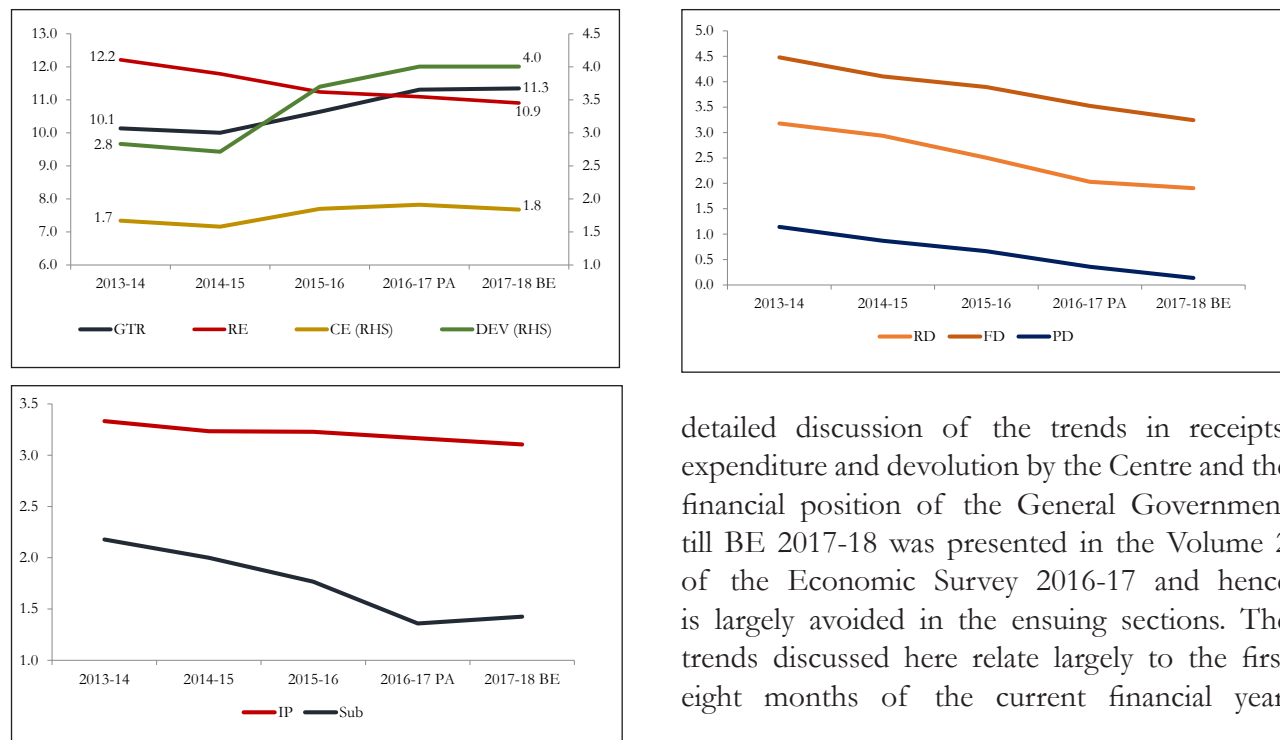 13.0
12.0
11.0
10.0
9.0
8.0
7.0
6.0
4.5
4.0
3.5
3.0
2.5
2.0
1.5
1.0
12.2
10.1
2.8
1.7
4.0
11.3
10.9
1.8
2013-14 2014-15 2015-16 2016-17 PA 2017-18 BE
GTR RE CE (RHS) DEV (RHS)
3.5
3.0
2.5
2.0
1.5
1.0
2013-14 2014-15 2015-16 2016-17 PA 2017-18 BE
IP Sub
5.0
4.5
4.0
3.5
3.0
2.5
2.0
1.5
1.0
0.5
0.0
2013-14 2014-15 2015-16 2016-17 PA 2017-18 BE
RD FD PD
detailed discussion of the trends in receipts
expenditure and devolution by the Centre and the
financial position of the General Government
till BE 2017-18 was presented in the Volume 2
of the Economic Survey 2016-17 and hence
is largely avoided in the ensuing sections. The
trends discussed here relate largely to the first
eight months of the current financial year